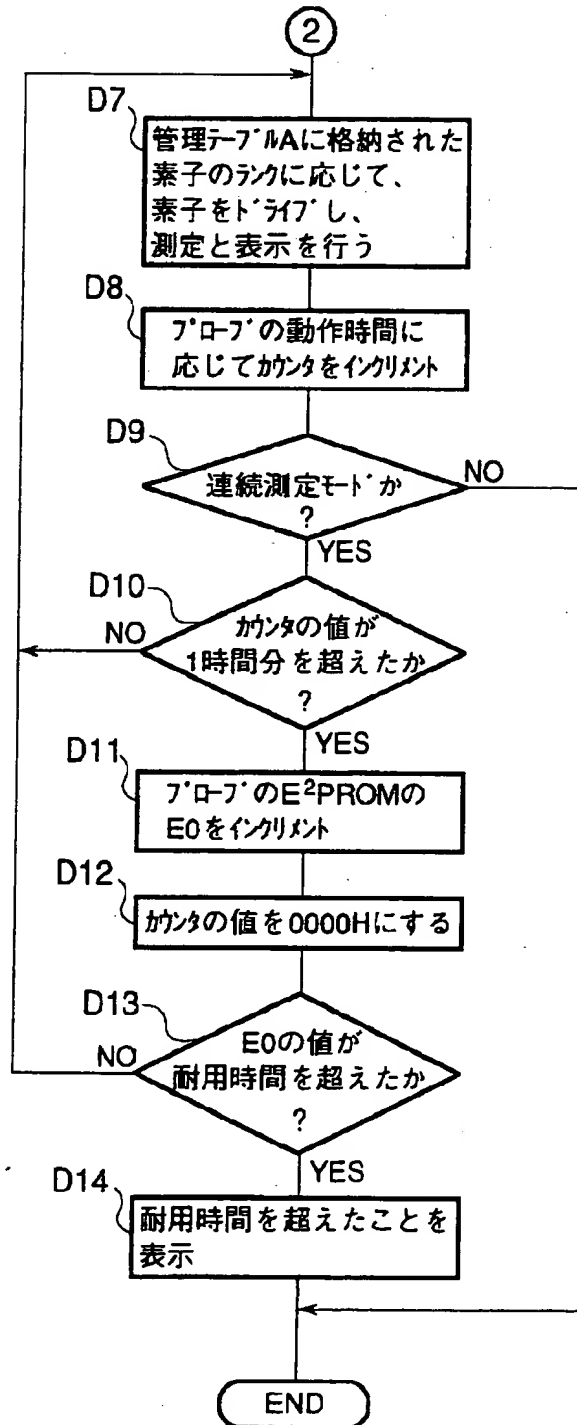 2
D7
管理テーブルAに格納された
素子のランクに応じて、
素子をドライブし、
測定と表示を行う
D8
プローブの動作時間に
応じてカウンタをインクリメント
D9
連続測定モードか
?
NO
YES
D10
カウンタの値が
1時間分を超えたか
?
NO
YES
D11
プローブのE²PROMの
E0をインクリメント
D12
カウンタの値を0000Hにする
D13
E0の値が
耐用時間を超えたか
?
NO
YES
D14
耐用時間を超えたことを
表示
END